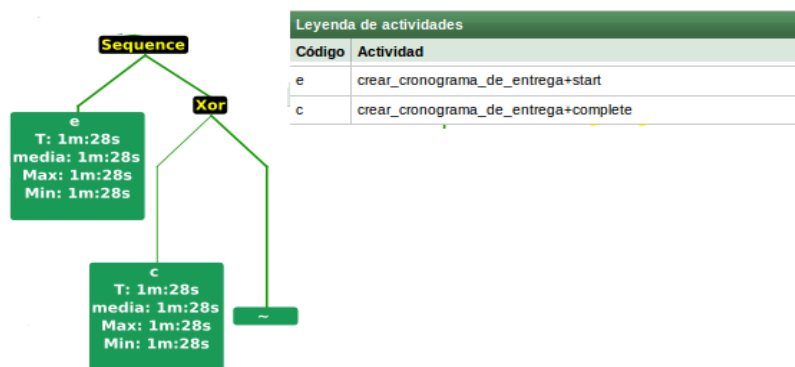 Sequence
Xor
e
T: 1m:28s
media: 1m:28s
Max: 1m:28s
Min: 1m:28s
c
T: 1m:28s
media: 1m:28s
Max: 1m:28s
Min: 1m:28s
~
Leyenda de actividades
Código Actividad
e crear_cronograma_de_entrega+start
c crear_cronograma_de_entrega+complete